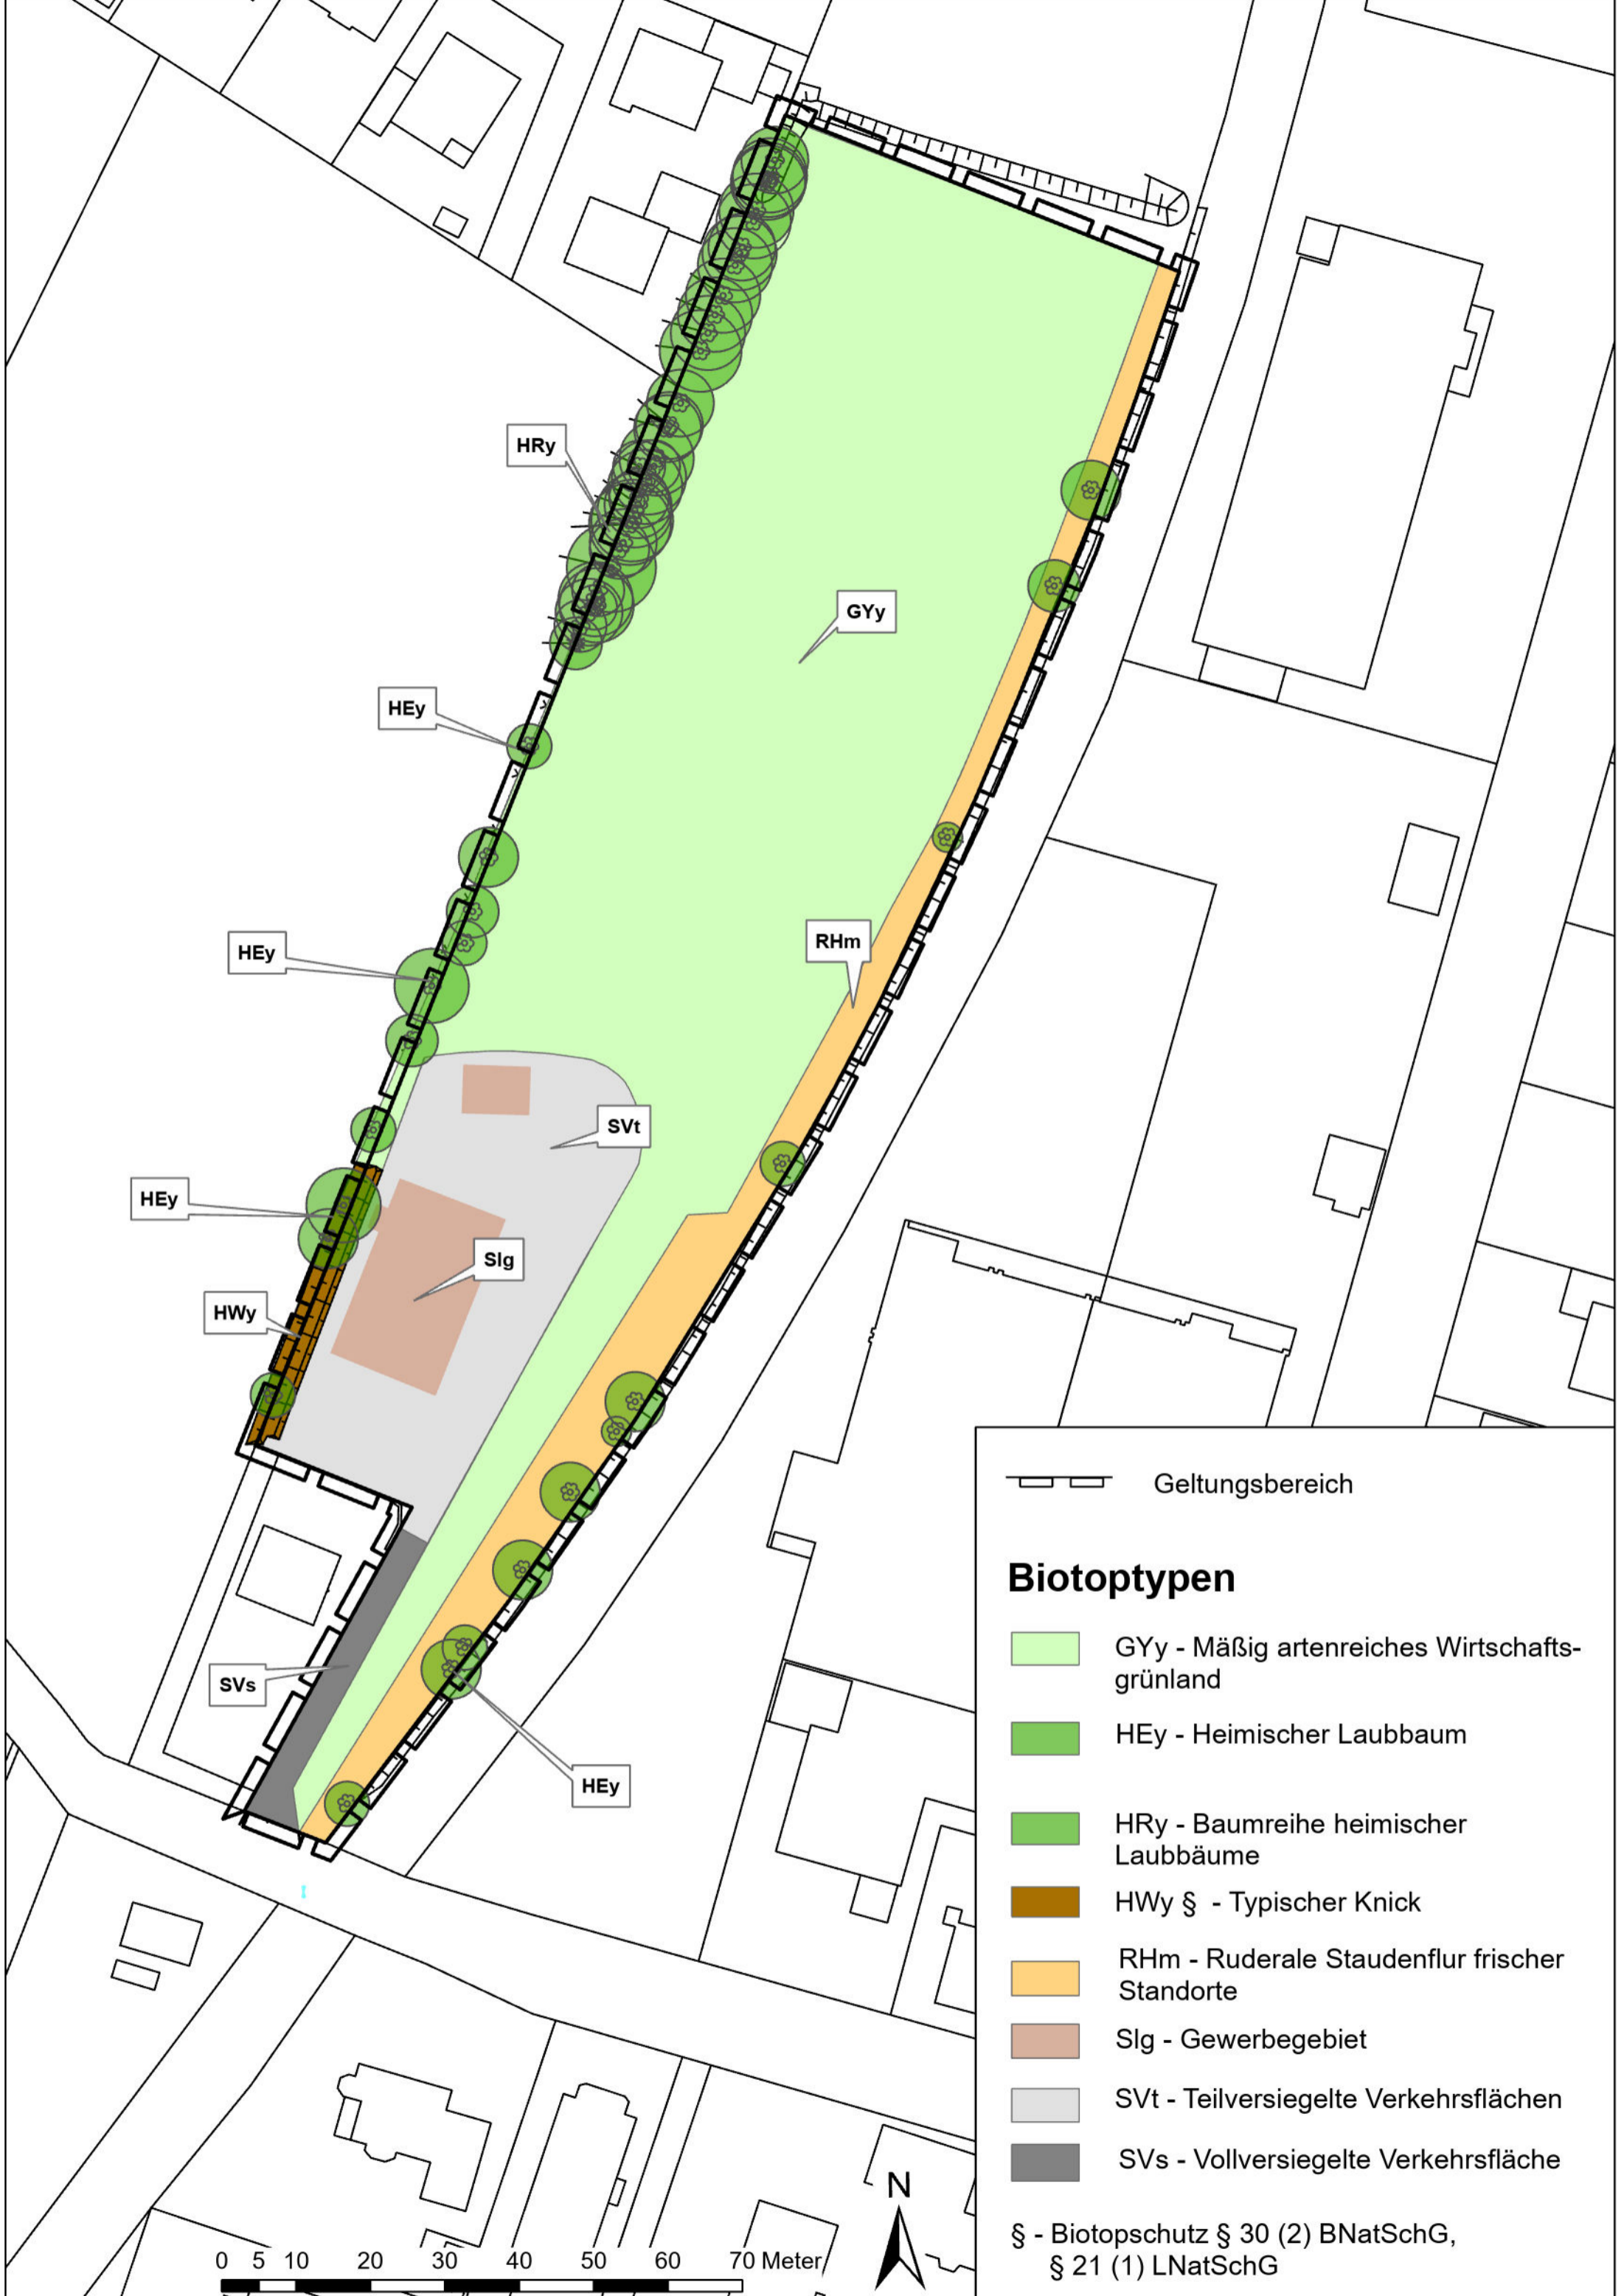 HRy
GYy
HEy
HEy
RHm
SVt
HEy
SIg
HWy
SVs
HEy
Geltungsbereich
Biotoptypen
GYy - Mäßig artenreiches Wirtschafts-
grünland
HEy - Heimischer Laubbaum
HRy - Baumreihe heimischer
Laubbäume
HWy § - Typischer Knick
RHm - Ruderale Staudenflur frischer
Standorte
SIg - Gewerbegebiet
SVt - Teilversiegelte Verkehrsflächen
SVs - Vollversiegelte Verkehrsfläche
§ - Biotopschutz § 30 (2) BNatSchG,
§ 21 (1) LNatSchG
N
0 5 10 20 30 40 50 60 70 Meter